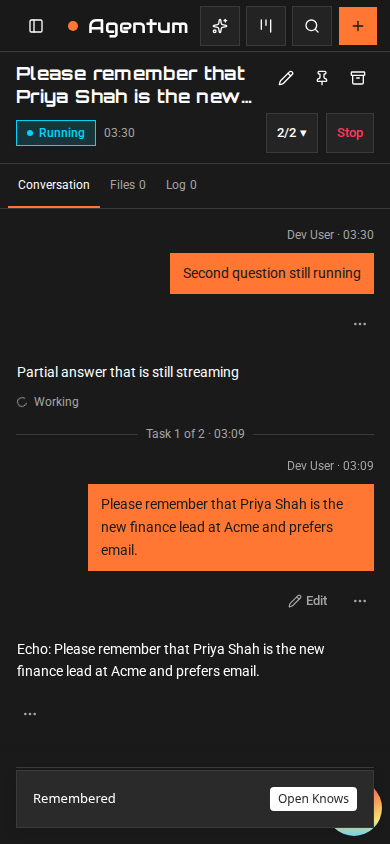 Agentum
Please remember that
Priya Shah is the new…
Running 03:30 2/2 ▾ Stop
Conversation Files 0 Log 0
Dev User · 03:30
Second question still running
Partial answer that is still streaming
Working
Task 1 of 2 · 03:09
Dev User · 03:09
Please remember that Priya Shah is the
new finance lead at Acme and prefers
email.
Edit
Echo: Please remember that Priya Shah is the new
finance lead at Acme and prefers email.
Remembered Open Knows